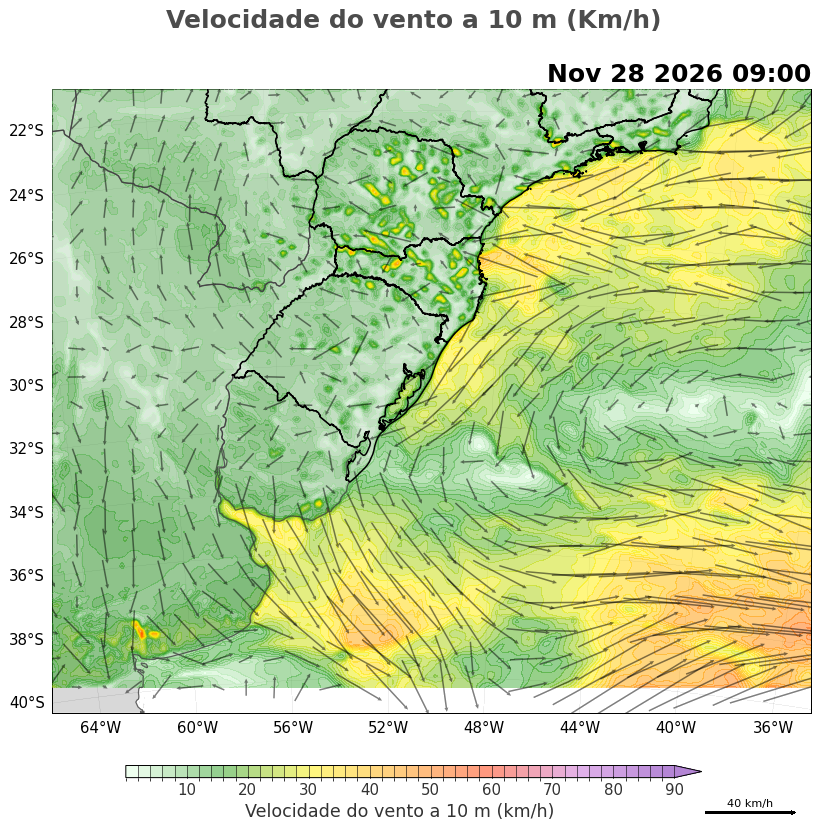 Velocidade do vento a 10 m (Km/h)
Nov 28 2026 09:00
22°S
24°S
26°S
28°S
30°S
32°S
34°S
36°S
38°S
40°S
64°W 60°W 56°W 52°W 48°W 44°W 40°W 36°W
10 20 30 40 50 60 70 80 90
Velocidade do vento a 10 m (km/h)
40 km/h